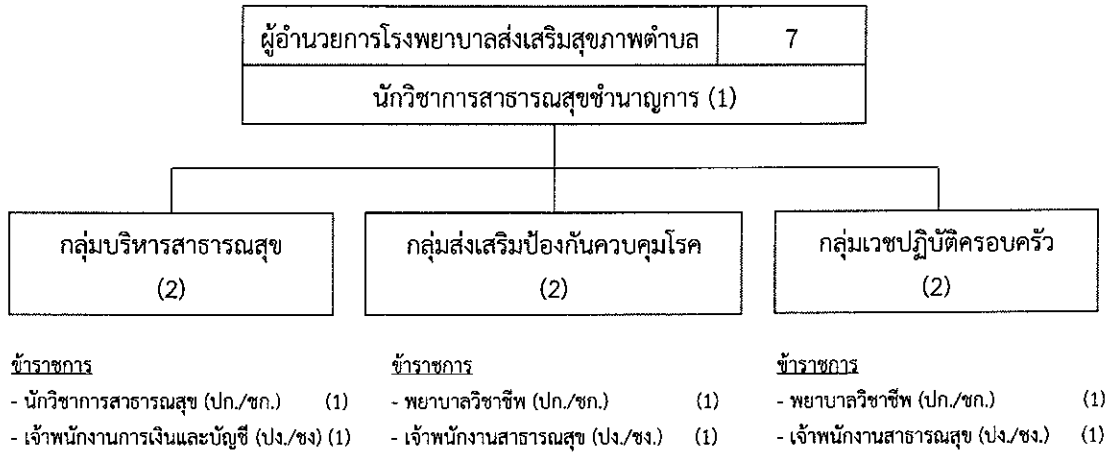 ผู้อำนวยการโรงพยาบาลส่งเสริมสุขภาพตำบล 7
นักวิชาการสาธารณสุขชำนาญการ (1)
กลุ่มบริหารสาธารณสุข
(2)
กลุ่มส่งเสริมป้องกันควบคุมโรค
(2)
กลุ่มเวชปฏิบัติครอบครัว
(2)
ข้าราชการ
- นักวิชาการสาธารณสุข (ปก./ชก.) (1)
- เจ้าพนักงานการเงินและบัญชี (ปง./ชง) (1)
ข้าราชการ
- พยาบาลวิชาชีพ (ปก./ชก.) (1)
- เจ้าพนักงานสาธารณสุข (ปง./ชง.) (1)
ข้าราชการ
- พยาบาลวิชาชีพ (ปก./ชก.) (1)
- เจ้าพนักงานสาธารณสุข (ปง./ชง.) (1)